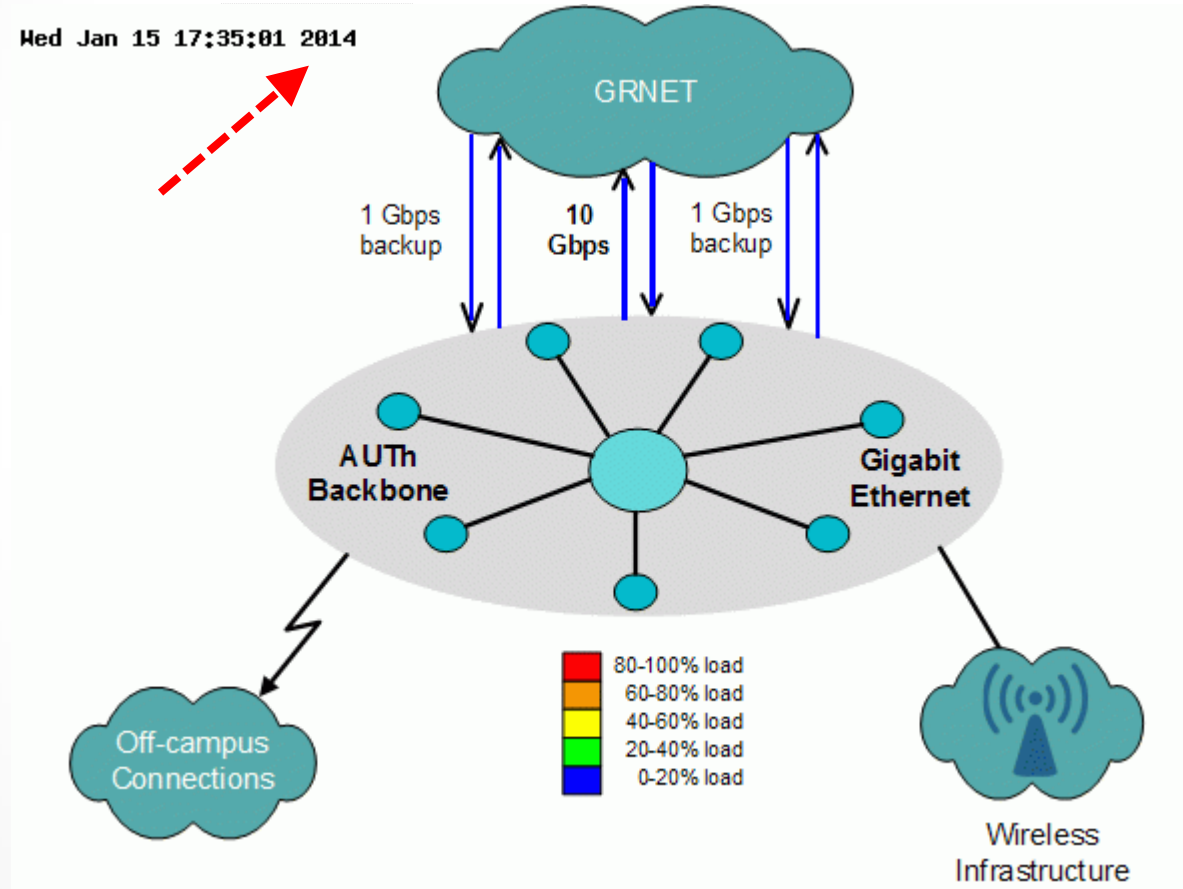 Wed Jan 15 17:35:01 2014
GRNET
1 Gbps
backup
10
Gbps
1 Gbps
backup
AUTh
Backbone
Gigabit
Ethernet
80-100% load
60-80% load
40-60% load
20-40% load
0-20% load
Off-campus
Connections
Wireless
Infrastructure